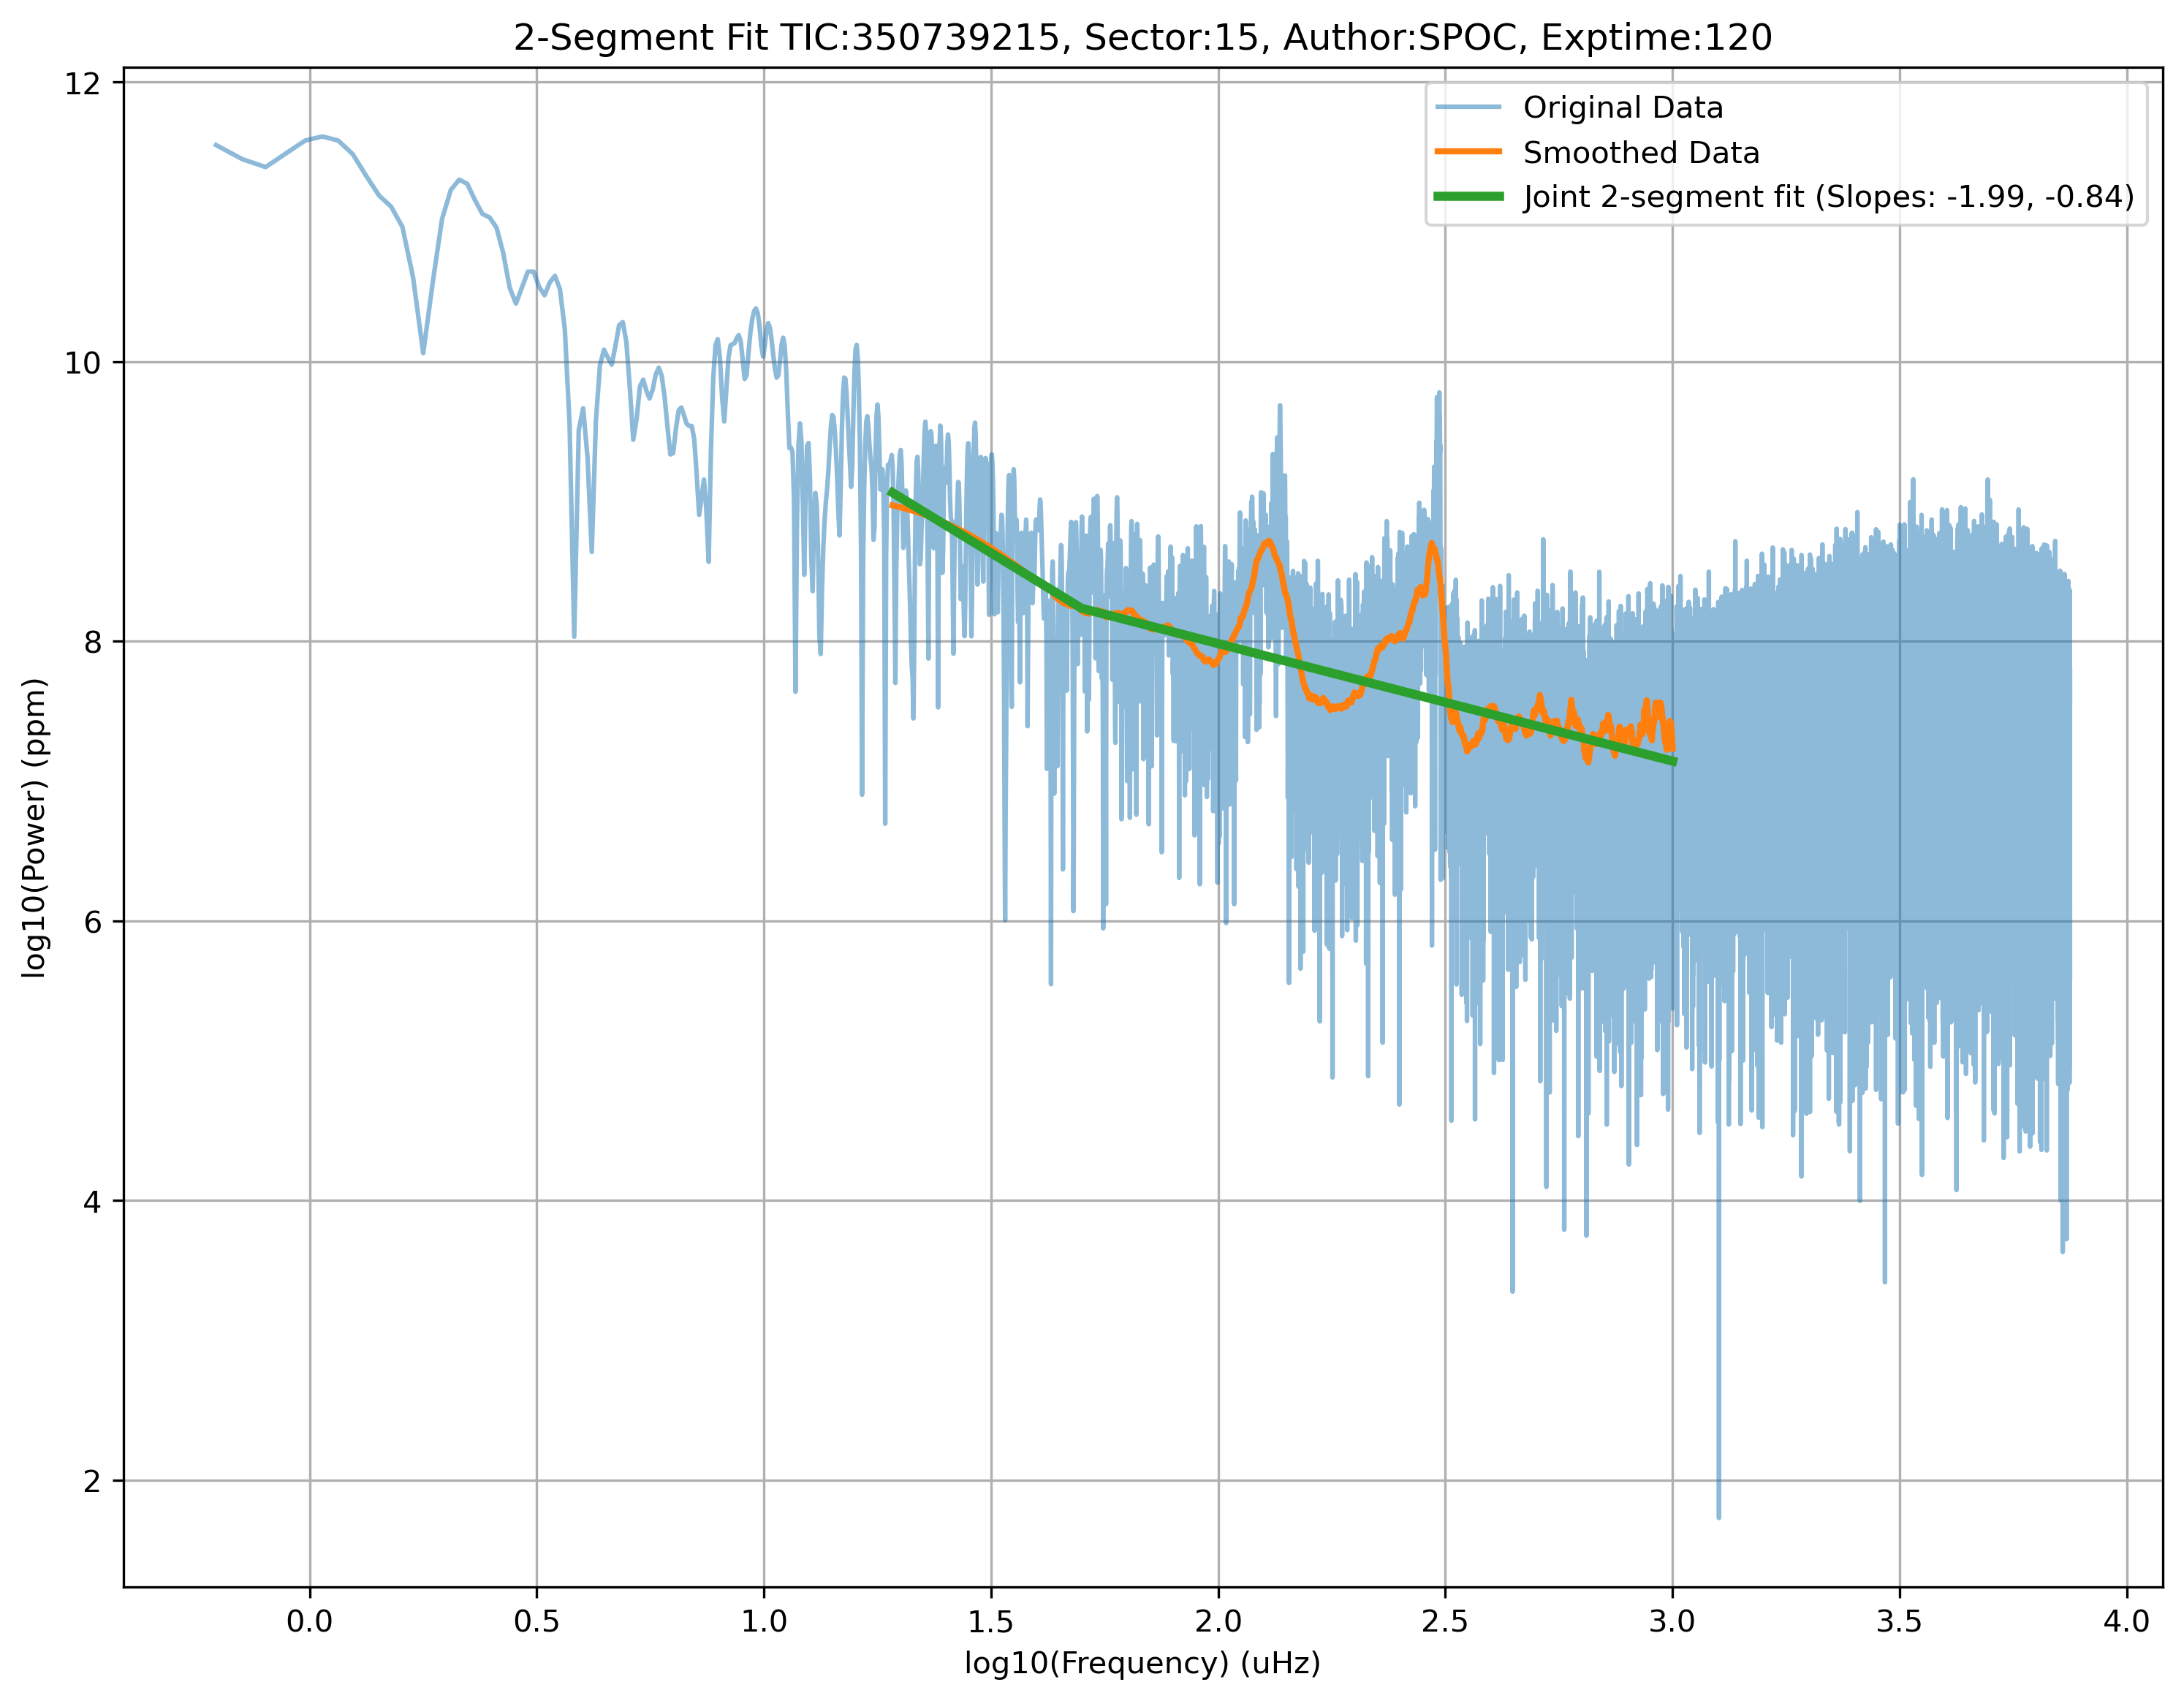 2-Segment Fit TIC:350739215, Sector:15, Author:SPOC, Exptime:120
Original Data
Smoothed Data
Joint 2-segment fit (Slopes: -1.99, -0.84)
12
10
8
6
4
2
log10(Power) (ppm)
0.0 0.5 1.0 1.5 2.0 2.5 3.0 3.5 4.0
log10(Frequency) (uHz)